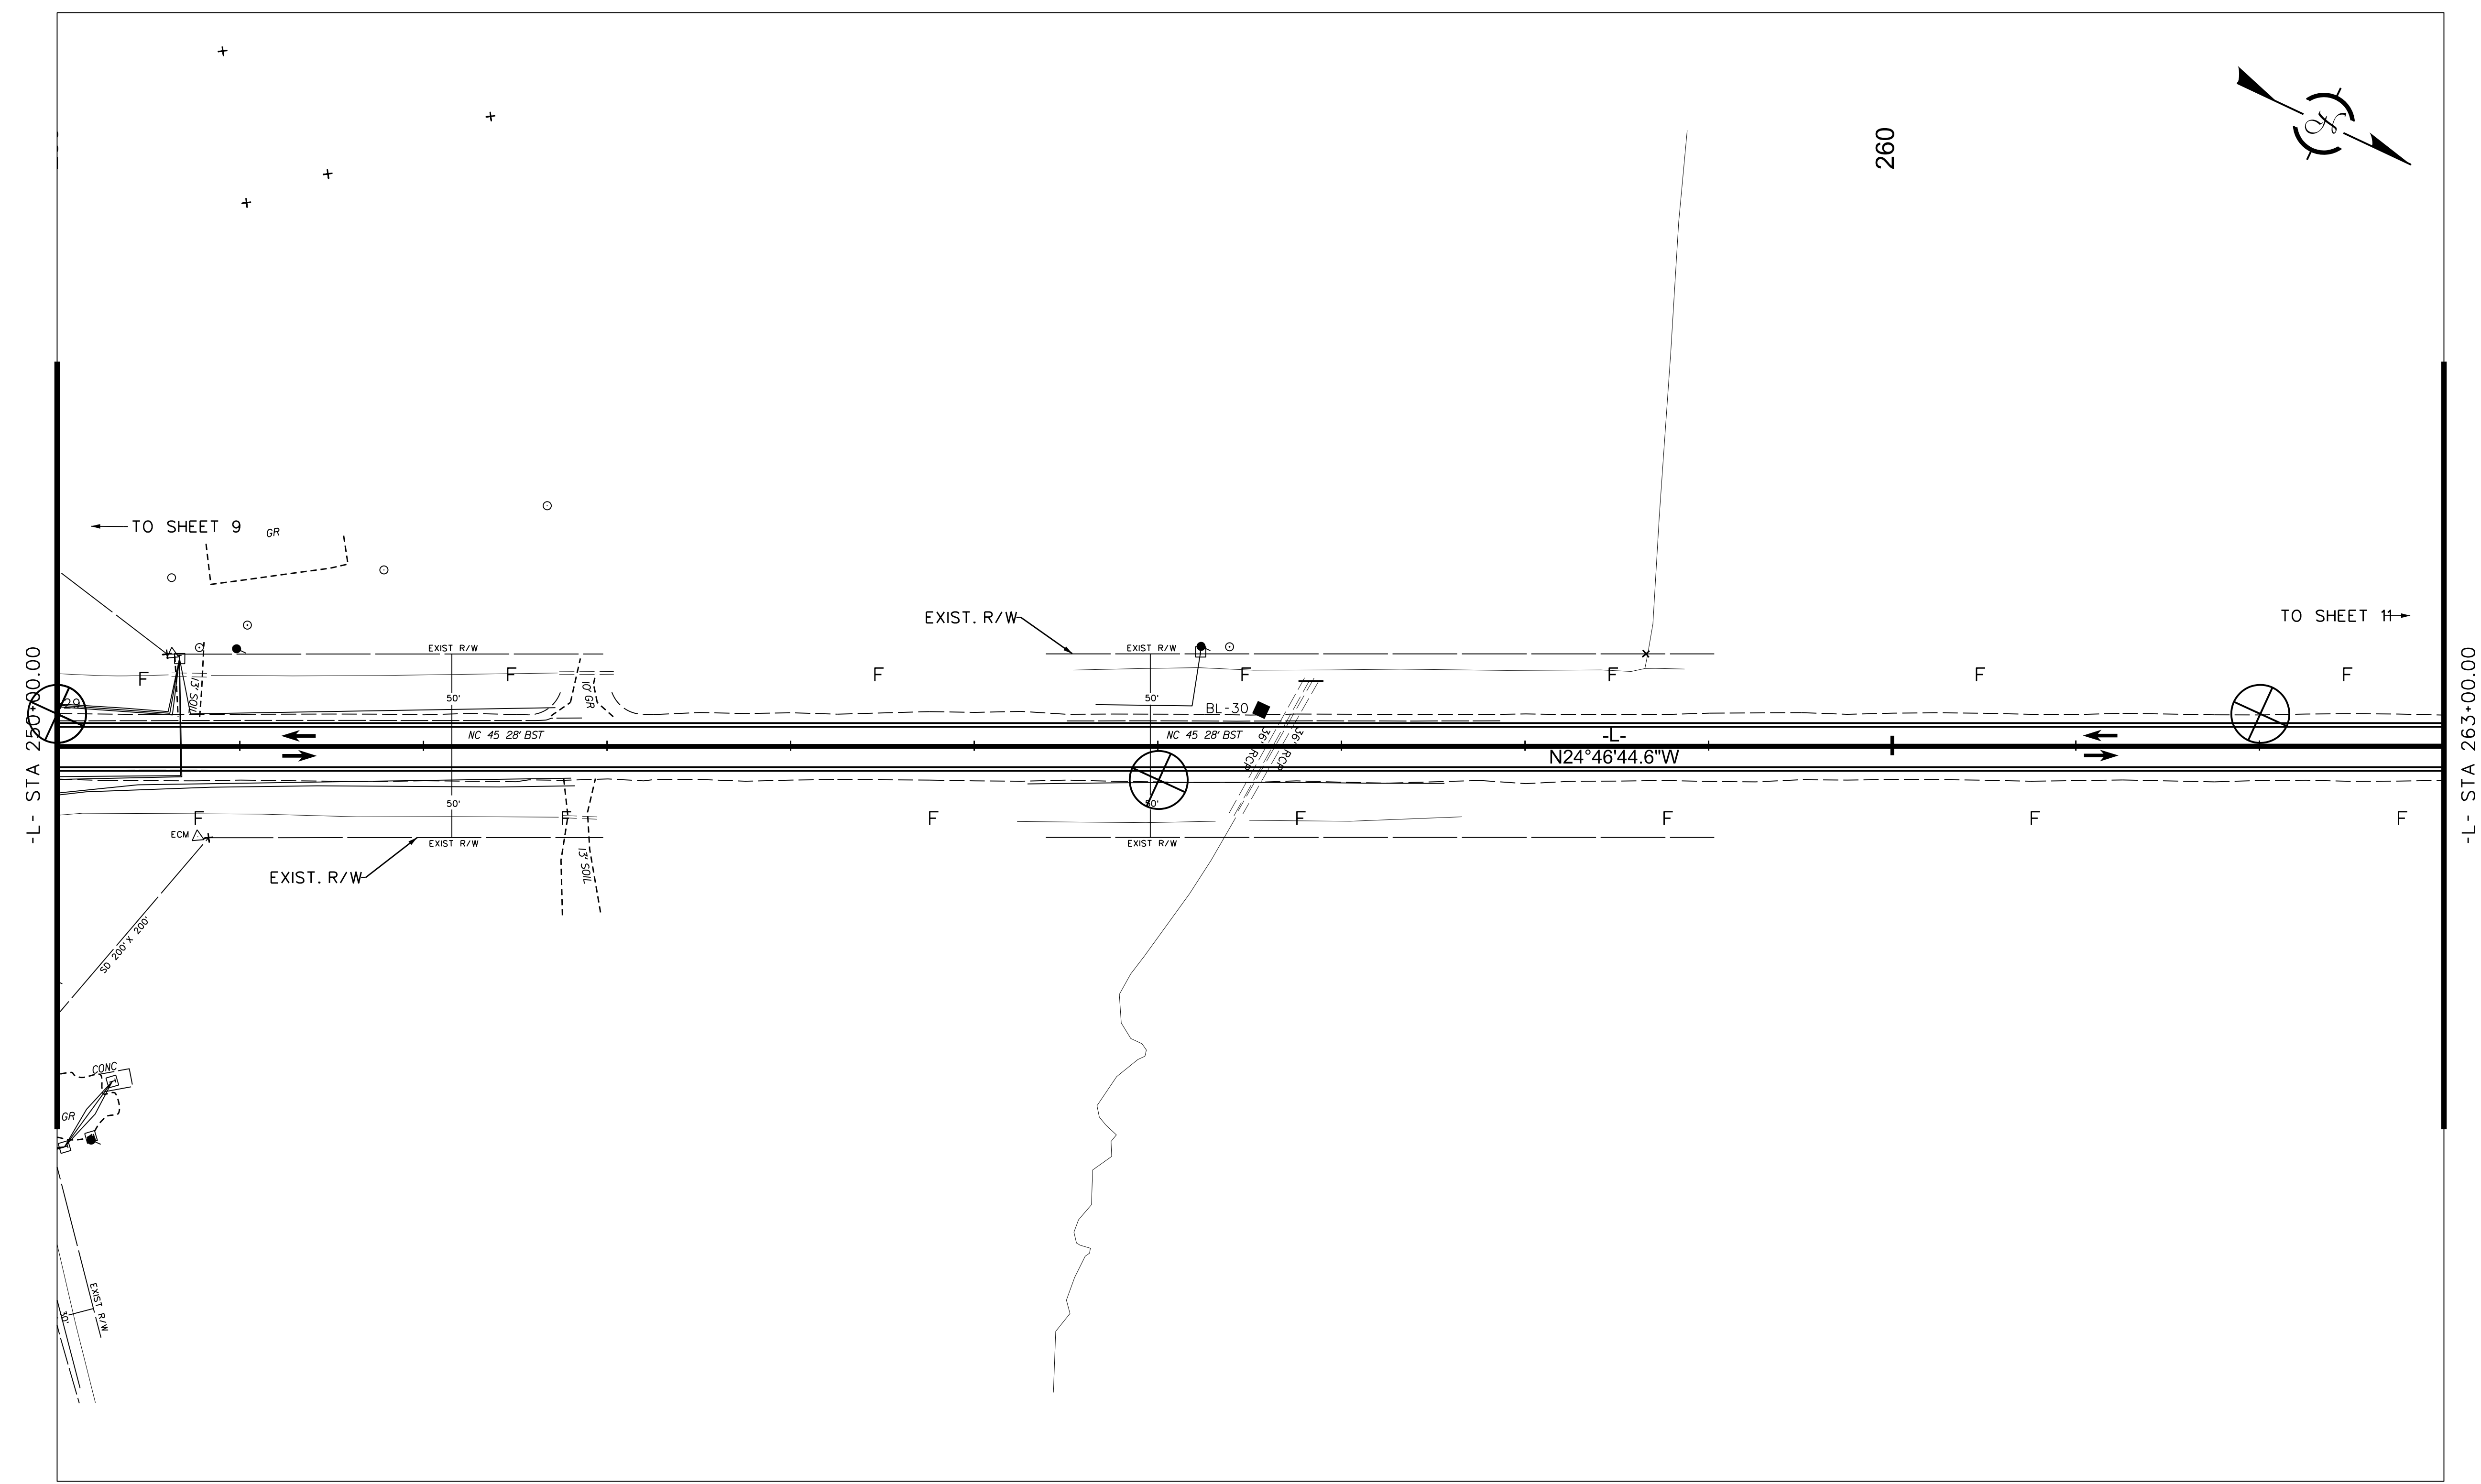 260
N
TO SHEET 9
GR
EXIST. R/W
TO SHEET 11
EXIST R/W
EXIST R/W
-L- STA 250+00.00
-L- STA 263+00.00
F
F
F
F
F
F
F
29
13' SOIL
50'
10' GR
50'
BL-30
NC 45 28' BST
NC 45 28' BST
36" RCP
36" RCP
-L-
N24°46'44.6"W
50'
50'
F
F
F
F
F
F
F
ECM
EXIST R/W
EXIST R/W
EXIST. R/W
13' SOIL
SD 200' X 200'
CONC
GR
EXIST R/W
30'